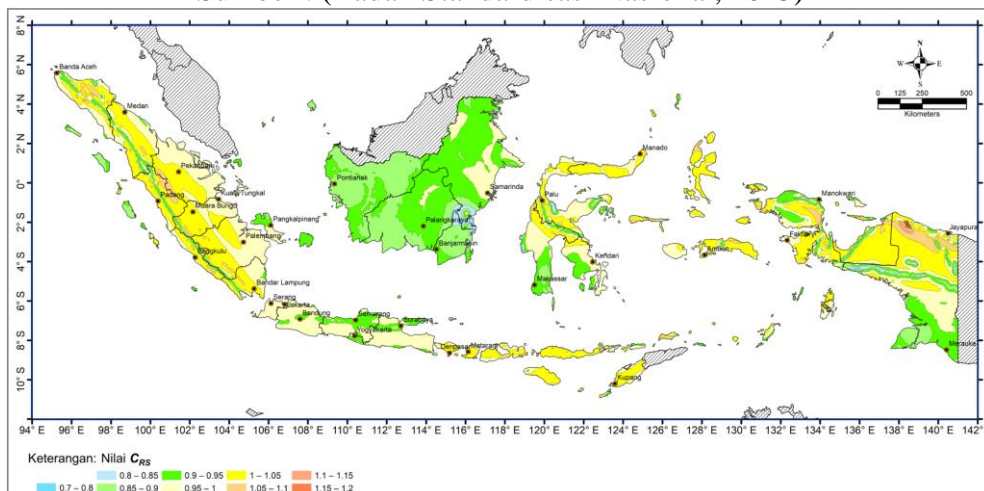 8° N
6° N
4° N
2° N
0°
2° S
4° S
6° S
8° S
10° S
Banda Aceh
Medan
Pekanbaru
Padang
Kuala Tungkal
Muara Bungo
Pangkalpinang
Palembang
Bengkulu
Bandar Lampung
Serang
Jakarta
Bandung
Semarang
Yogyakarta
Surabaya
Denpasar
Mataram
Kupang
Pontianak
Palangkaraya
Banjarmasin
Samarinda
Palu
Manado
Makassar
Kendari
Ambon
Fakfak
Manokwari
Jayapura
Merauke
N
W E
S
0 125 250 500
Kilometers
94° E 96° E 98° E 100° E 102° E 104° E 106° E 108° E 110° E 112° E 114° E 116° E 118° E 120° E 122° E 124° E 126° E 128° E 130° E 132° E 134° E 136° E 138° E 140° E 142° E
Keterangan: Nilai C_RS
0.8 – 0.85 0.9 – 0.95 1 – 1.05 1.1 – 1.15
0.7 – 0.8 0.85 – 0.9 0.95 – 1 1.05 – 1.1 1.15 – 1.2